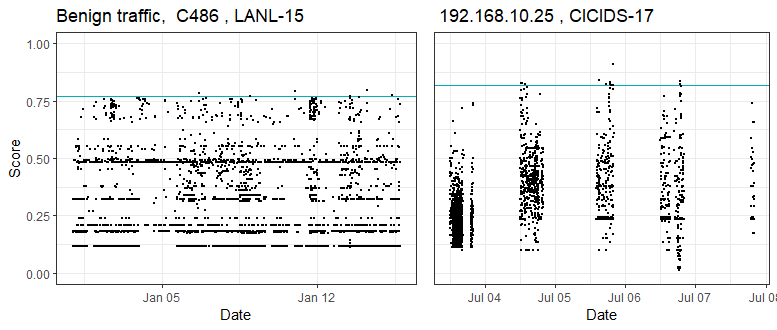 Benign traffic,  C486 , LANL-15
192.168.10.25 , CICIDS-17
1.00
0.75
0.50
0.25
0.00
Score
Jan 05
Jan 12
Date
Jul 04
Jul 05
Jul 06
Jul 07
Jul 08
Date